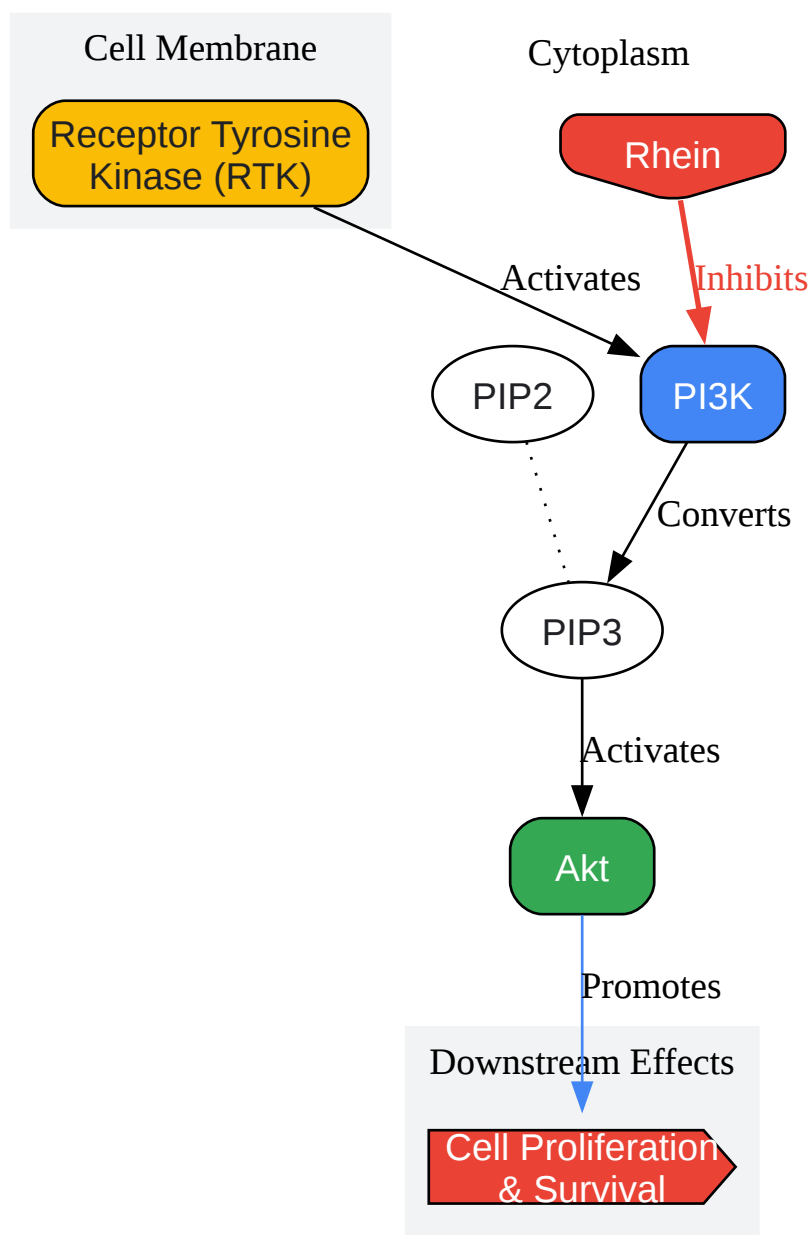 Cell Membrane
Cytoplasm
Receptor Tyrosine
Kinase (RTK)
Rhein
Activates
Inhibits
PIP2
PI3K
Converts
PIP3
Activates
Akt
Promotes
Downstream Effects
Cell Proliferation
& Survival